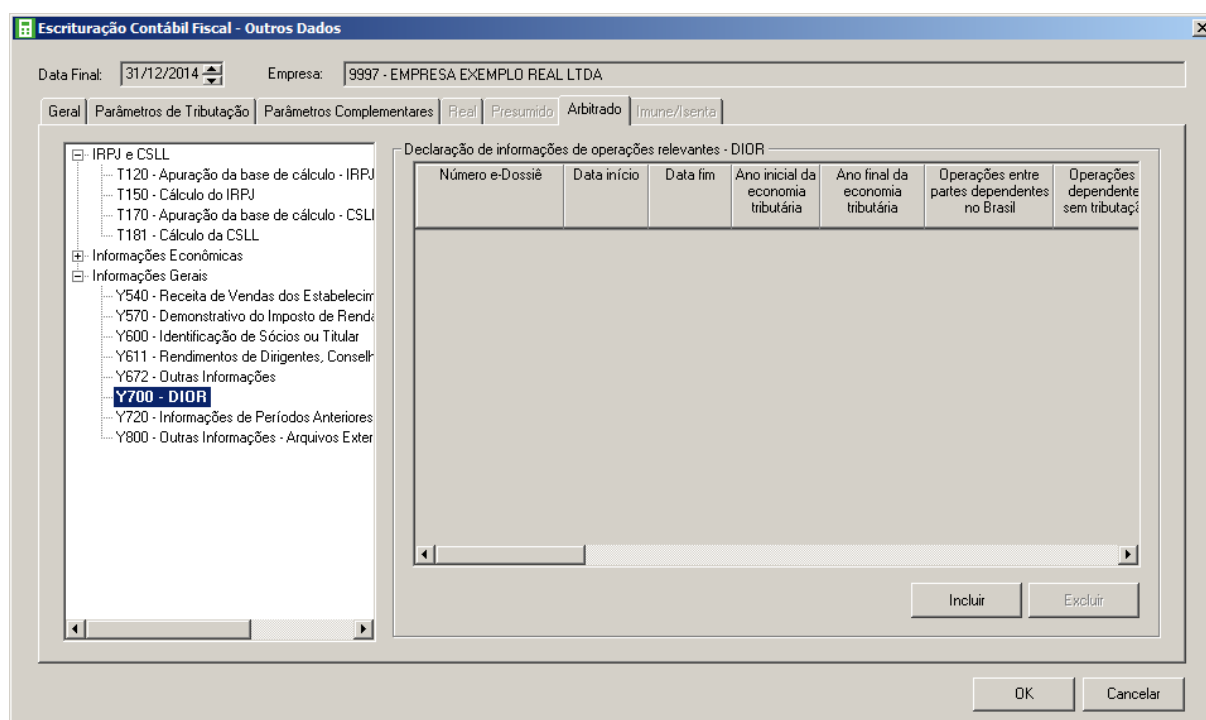 Escrituração Contábil Fiscal - Outros Dados
Data Final: 31/12/2014 Empresa: 9997 - EMPRESA EXEMPLO REAL LTDA
Geral Parâmetros de Tributação Parâmetros Complementares Real Presumido Arbitrado Imune/Isenta
IRPJ e CSLL
T120 - Apuração da base de cálculo - IRPJ
T150 - Cálculo do IRPJ
T170 - Apuração da base de cálculo - CSLL
T181 - Cálculo da CSLL
Informações Econômicas
Informações Gerais
Y540 - Receita de Vendas dos Estabelecim
Y570 - Demonstrativo do Imposto de Renda
Y600 - Identificação de Sócios ou Titular
Y611 - Rendimentos de Dirigentes, Conselh
Y672 - Outras Informações
Y700 - DIOR
Y720 - Informações de Períodos Anteriores
Y800 - Outras Informações - Arquivos Exter
Declaração de informações de operações relevantes - DIOR
Número e-Dossiê Data início Data fim Ano inicial da Ano final da Operações entre Operações
economia economia partes dependentes dependente
tributária tributária no Brasil sem tributaçã
Incluir Excluir
OK Cancelar